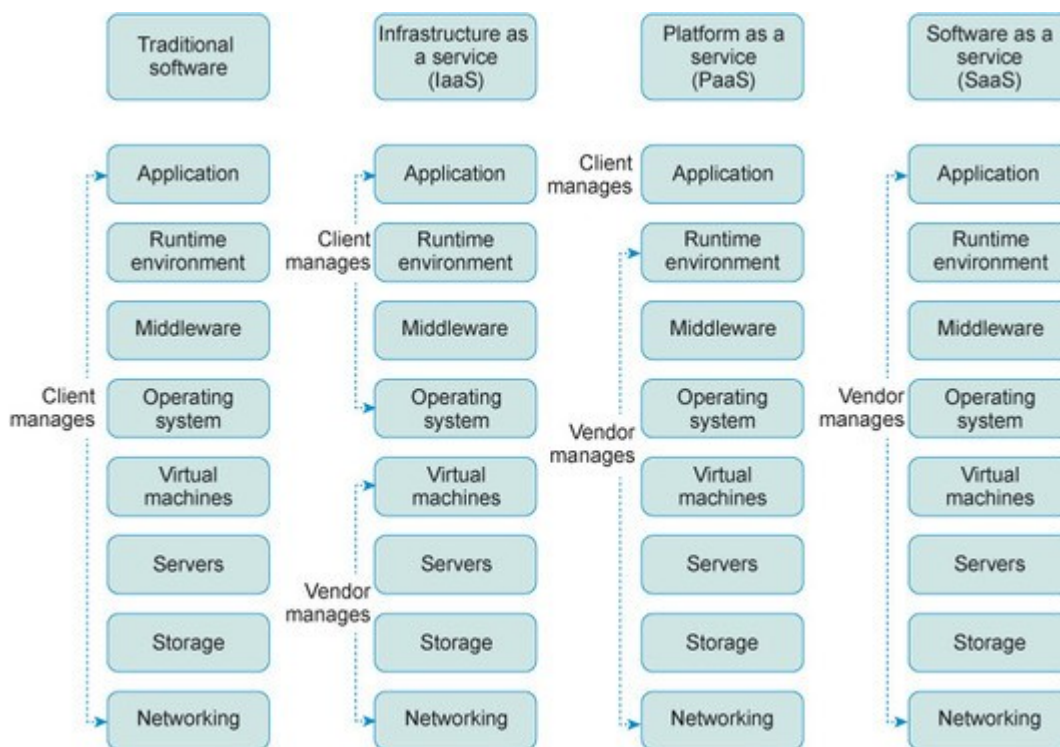 Traditional
software
Infrastructure as
a service
(IaaS)
Platform as a
service
(PaaS)
Software as a
service
(SaaS)
Client
manages
Application
Runtime
environment
Middleware
Operating
system
Virtual
machines
Servers
Storage
Networking
Client
manages
Vendor
manages
Application
Runtime
environment
Middleware
Operating
system
Virtual
machines
Servers
Storage
Networking
Client
manages
Vendor
manages
Application
Runtime
environment
Middleware
Operating
system
Virtual
machines
Servers
Storage
Networking
Vendor
manages
Application
Runtime
environment
Middleware
Operating
system
Virtual
machines
Servers
Storage
Networking